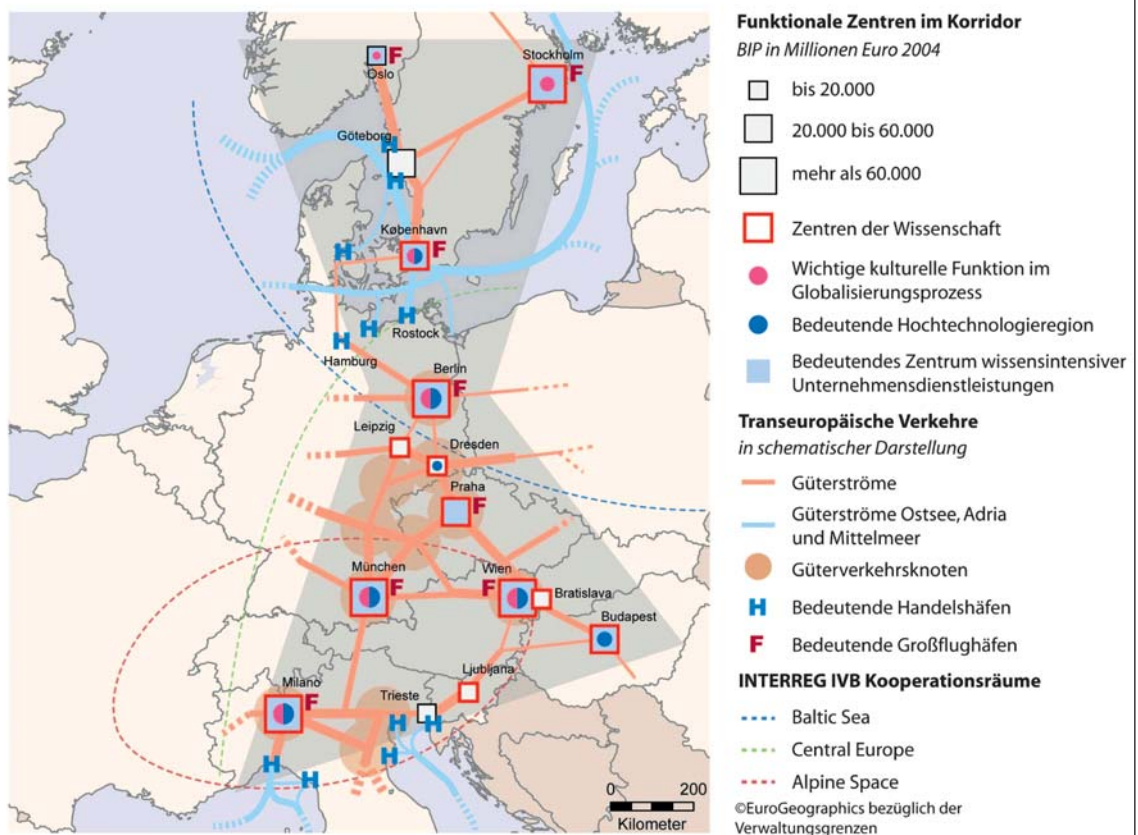 Oslo
F
Stockholm
F
Göteborg
H
H
København
F
H
H
H
Rostock
H
Hamburg
Berlin
F
Leipzig
Dresden
Praha
F
München
F
Wien
F
Bratislava
Budapest
Ljubljana
Milano
F
Trieste
H
H
H
H
H
0 200
Kilometer
Funktionale Zentren im Korridor
BIP in Millionen Euro 2004
bis 20.000
20.000 bis 60.000
mehr als 60.000
Zentren der Wissenschaft
Wichtige kulturelle Funktion im
Globalisierungsprozess
Bedeutende Hochtechnologieregion
Bedeutendes Zentrum wissensintensiver
Unternehmensdienstleistungen
Transeuropäische Verkehre
in schematischer Darstellung
Güterströme
Güterströme Ostsee, Adria
und Mittelmeer
Güterverkehrsknoten
H Bedeutende Handelshäfen
F Bedeutende Großflughäfen
INTERREG IVB Kooperationsräume
Baltic Sea
Central Europe
Alpine Space
©EuroGeographics bezüglich der
Verwaltungsgrenzen